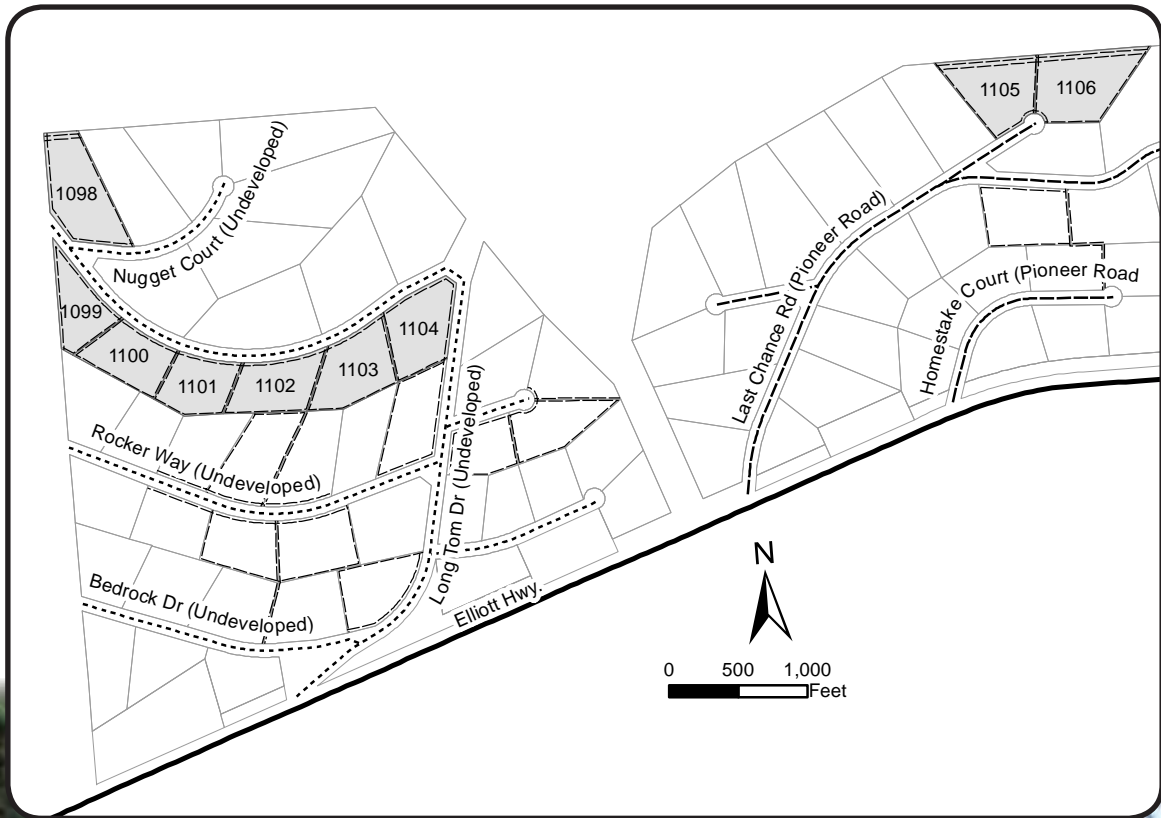 1105
1106
1098
Nugget Court (Undeveloped)
Last Chance Rd (Pioneer Road)
Homestake Court (Pioneer Road
1099
1100
1101
1102
1103
1104
Rocker Way (Undeveloped)
Long Tom Dr (Undeveloped)
Bedrock Dr (Undeveloped)
Elliott Hwy.
N
0 500 1,000
Feet